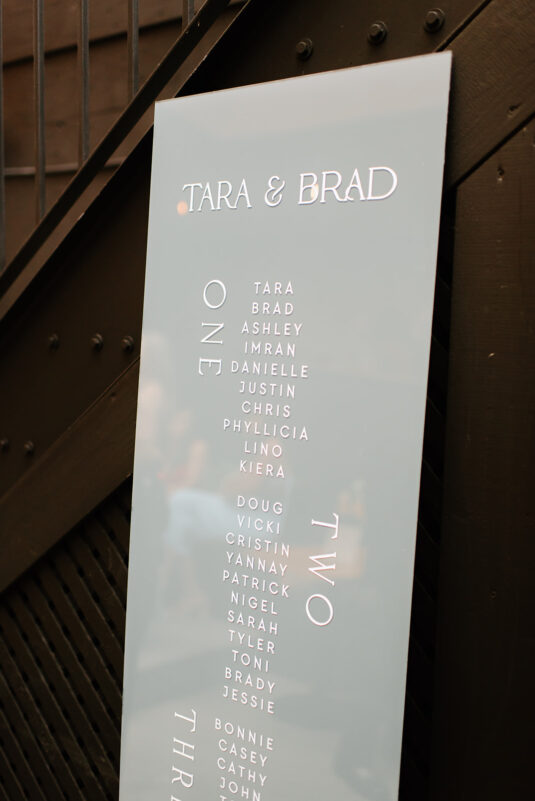 TARA & BRAD
ONE
TARA
BRAD
ASHLEY
IMRAN
DANIELLE
JUSTIN
CHRIS
PHYLLICIA
LINO
KIERA
TWO
DOUG
VICKI
CRISTIN
YANNAY
PATRICK
NIGEL
SARAH
TYLER
TONI
BRADY
JESSIE
BONNIE
CASEY
CATHY
JOHN